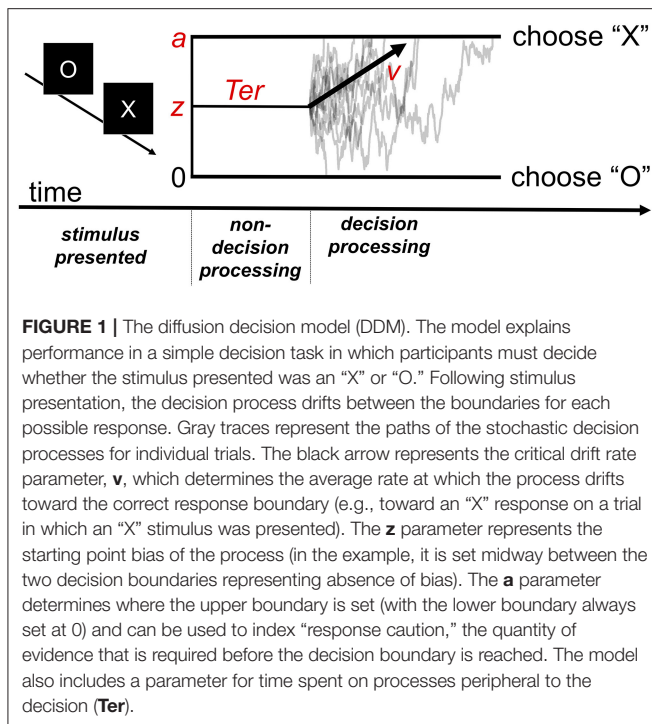 a
choose “X”
O
X
Ter
v
z
0
choose “O”
time
stimulus
presented
non-
decision
processing
decision
processing
FIGURE 1 | The diffusion decision model (DDM). The model explains
performance in a simple decision task in which participants must decide
whether the stimulus presented was an “X” or “O.” Following stimulus
presentation, the decision process drifts between the boundaries for each
possible response. Gray traces represent the paths of the stochastic decision
processes for individual trials. The black arrow represents the critical drift rate
parameter, v, which determines the average rate at which the process drifts
toward the correct response boundary (e.g., toward an “X” response on a trial
in which an “X” stimulus was presented). The z parameter represents the
starting point bias of the process (in the example, it is set midway between the
two decision boundaries representing absence of bias). The a parameter
determines where the upper boundary is set (with the lower boundary always
set at 0) and can be used to index “response caution,” the quantity of
evidence that is required before the decision boundary is reached. The model
also includes a parameter for time spent on processes peripheral to the
decision (Ter).